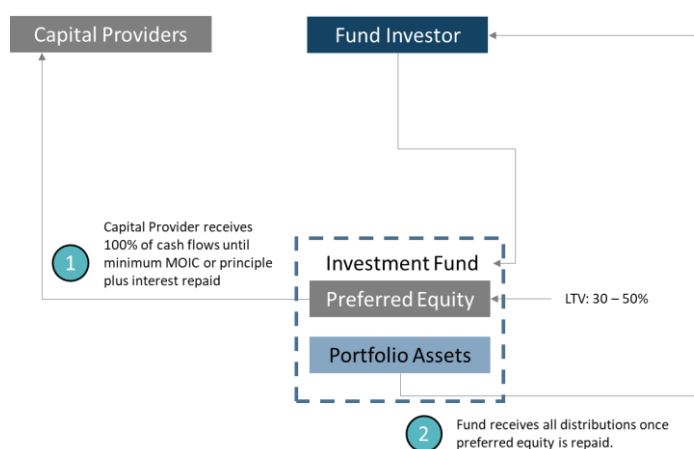 Capital Providers
Fund Investor
Capital Provider receives
100% of cash flows until
minimum MOIC or principle
plus interest repaid
1
Investment Fund
Preferred Equity
LTV: 30 – 50%
Portfolio Assets
2
Fund receives all distributions once
preferred equity is repaid.